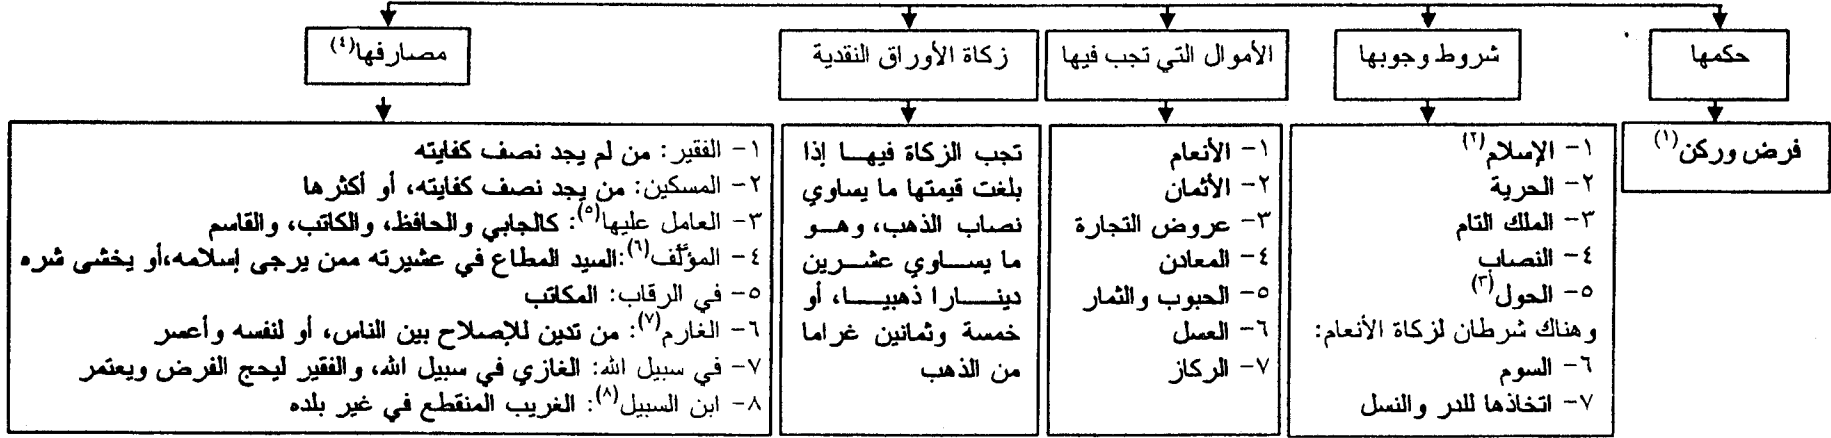 حكمها
فرض وركن(١)
شروط وجوبها
١- الإسلام(٢)
٢- الحرية
٣- الملك التام
٤- النصاب
٥- الحول(٣)
وهناك شرطان لزكاة الأنعام:
٦- السوم
٧- اتخاذها للدر والنسل
الأموال التي تجب فيها
١- الأنعام
٢- الأثمان
٣- عروض التجارة
٤- المعادن
٥- الحبوب والثمار
٦- العسل
٧- الركاز
زكاة الأوراق النقدية
تجب الزكاة فيها إذا
بلغت قيمتها ما يساوي
نصاب الذهب، وهو
ما يساوي عشرين
دينارا ذهبيا، أو
خمسة وثمانين غراما
من الذهب
مصارفها(٤)
١- الفقير: من لم يجد نصف كفايته
٢- المسكين: من يجد نصف كفايته، أو أكثرها
٣- العامل عليها(٥): كالجابي والحافظ، والكاتب، والقاسم
٤- المؤلَّف(٦):السيد المطاع في عشيرته ممن يرجى إسلامه،أو يخشى شره
٥- في الرقاب: المكاتب
٦- الغارم(٧): من تدين للإصلاح بين الناس، أو لنفسه وأعسر
٧- في سبيل الله: الغازي في سبيل الله، والفقير ليحج الفرض ويعتمر
٨- ابن السبيل(٨): الغريب المنقطع في غير بلده